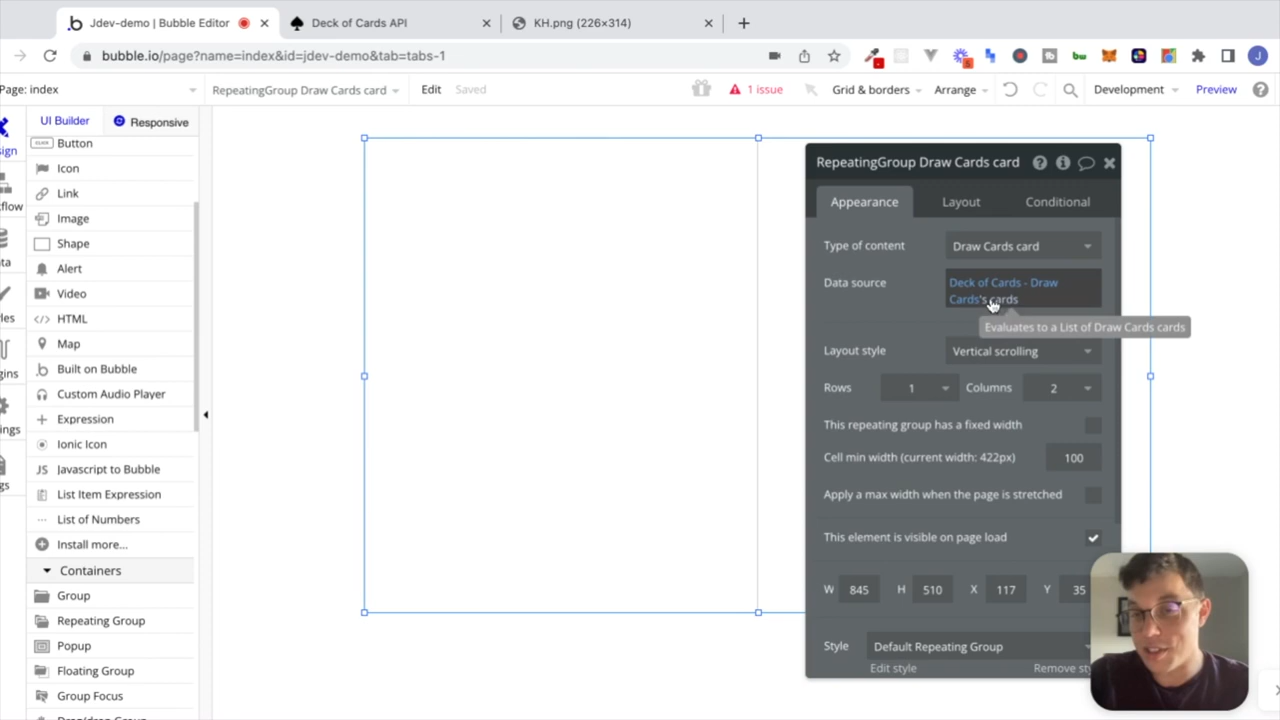 Jdev-demo | Bubble Editor
Deck of Cards API
KH.png (226×314)
bubble.io/page?name=index&id=jdev-demo&tab=tabs-1
Page: index
RepeatingGroup Draw Cards card
Edit
Saved
1 issue
Grid & borders
Arrange
Development
Preview
UI Builder
Responsive
Button
Icon
Link
Image
Shape
Alert
Video
HTML
Map
Built on Bubble
Custom Audio Player
Expression
Ionic Icon
Javascript to Bubble
List Item Expression
List of Numbers
Install more...
Containers
Group
Repeating Group
Popup
Floating Group
Group Focus
RepeatingGroup Draw Cards card
Appearance
Layout
Conditional
Type of content
Draw Cards card
Data source
Deck of Cards - Draw
Cards's cards
Evaluates to a List of Draw Cards cards
Layout style
Vertical scrolling
Rows 1 Columns 2
This repeating group has a fixed width
Cell min width (current width: 422px) 100
Apply a max width when the page is stretched
This element is visible on page load
W 845 H 510 X 117 Y 35
Style Default Repeating Group
Edit style
Remove sty